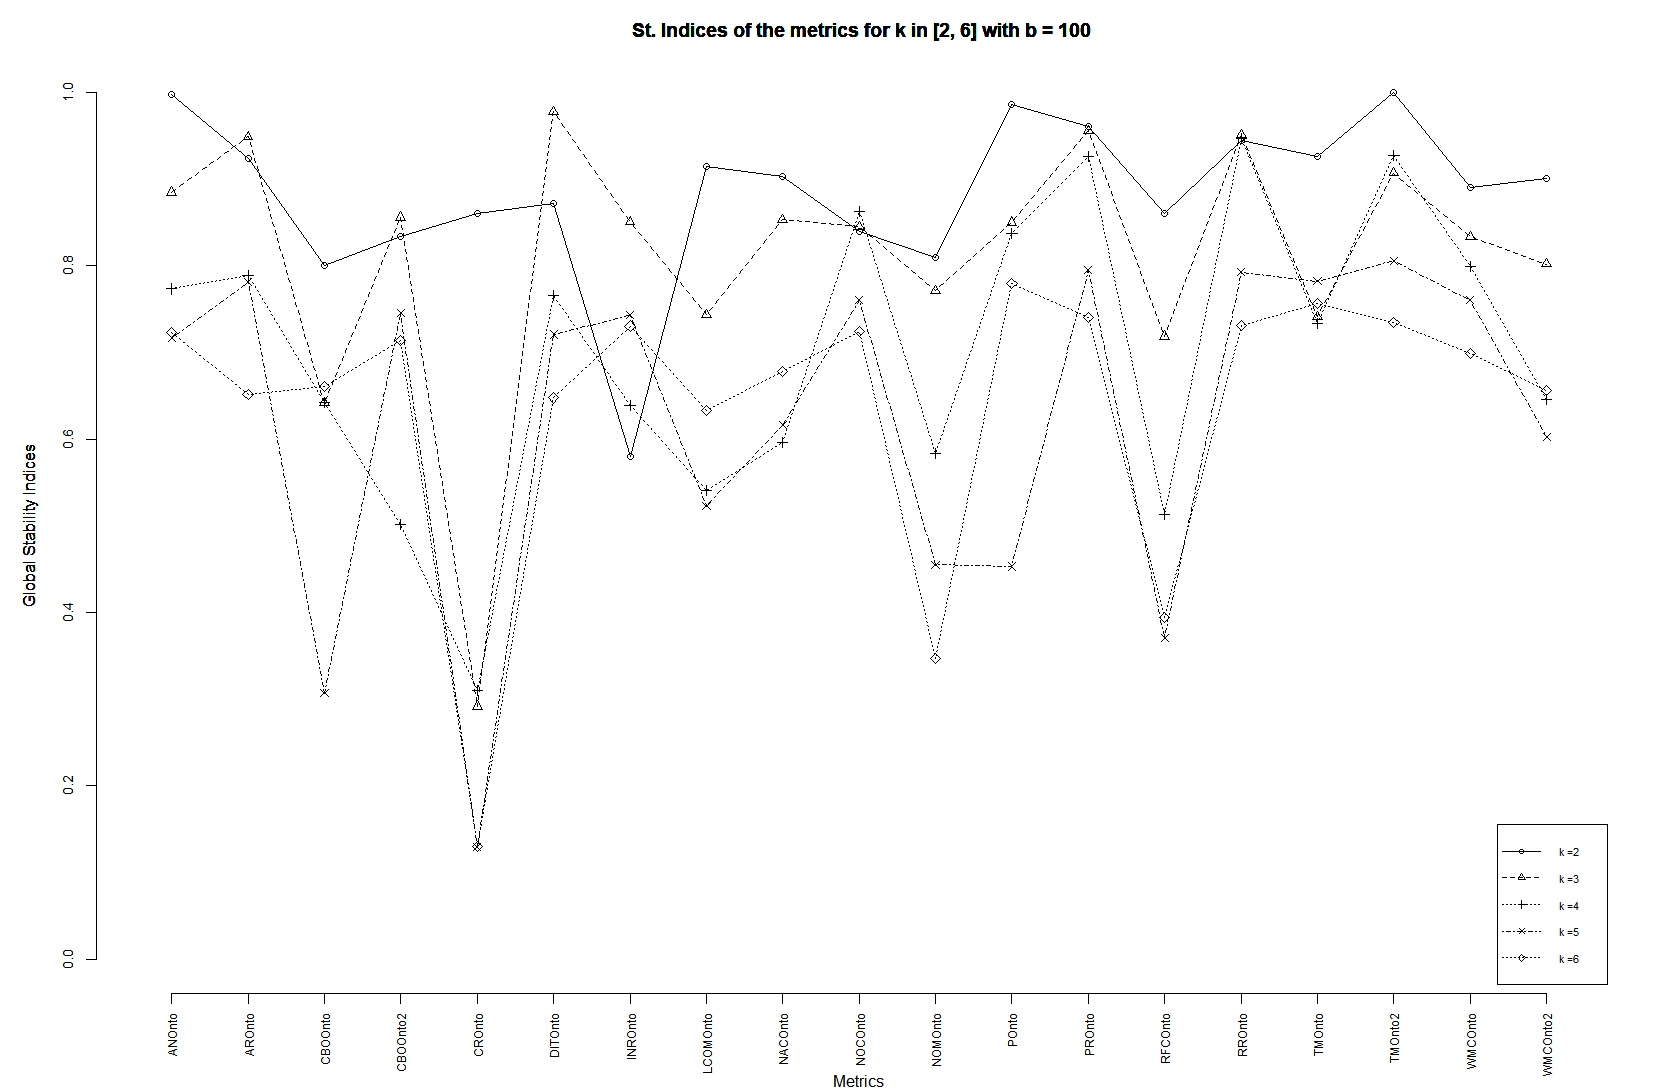 St. Indices of the metrics for k in [2, 6] with b = 100
Global Stability Indices
1.0
0.8
0.6
0.4
0.2
0.0
k =2
k =3
k =4
k =5
k =6
ANOnto
AROnto
CBOOnto
CBOOnto2
CROnto
DITOnto
INROnto
LCOMOnto
NACOnto
NOCOnto
NOMOnto
POnto
PROnto
RFCOnto
RROnto
TMOnto
TMOnto2
WMCOnto
WMCOnto2
Metrics